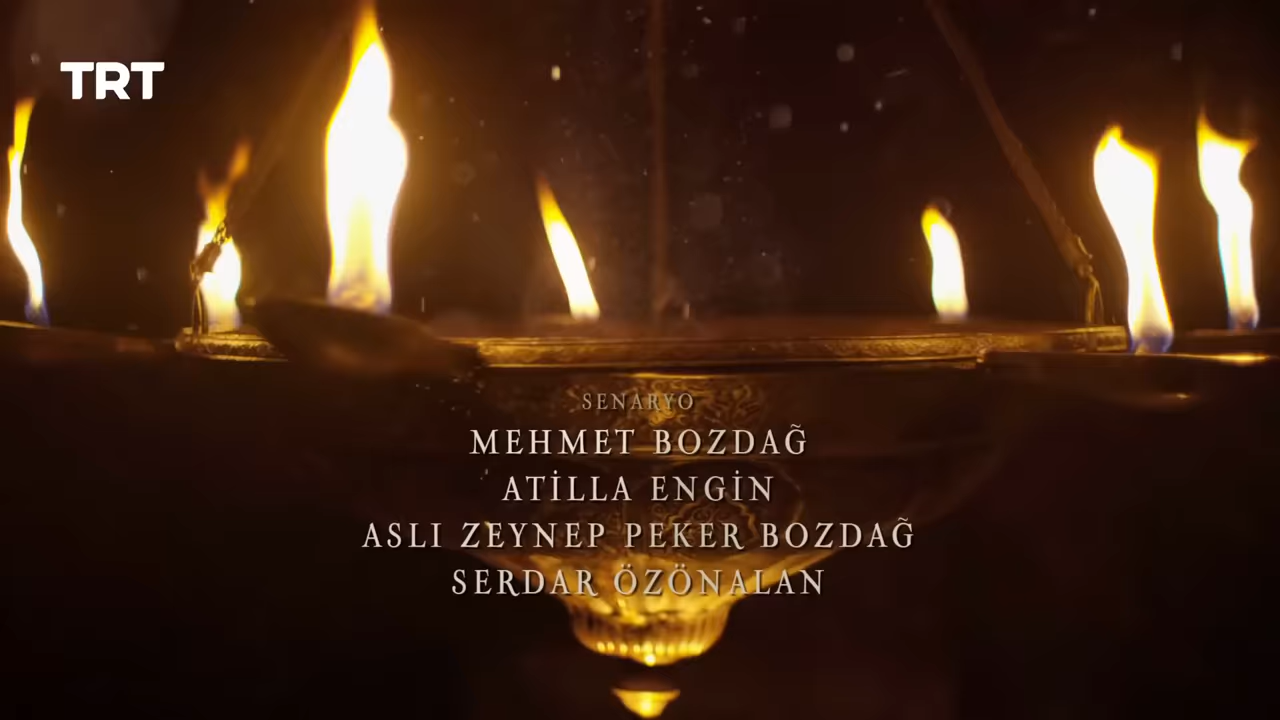 TRT
SENARYO
MEHMET BOZDAĞ
ATİLLA ENGİN
ASLI ZEYNEP PEKER BOZDAĞ
SERDAR ÖZÖNALAN